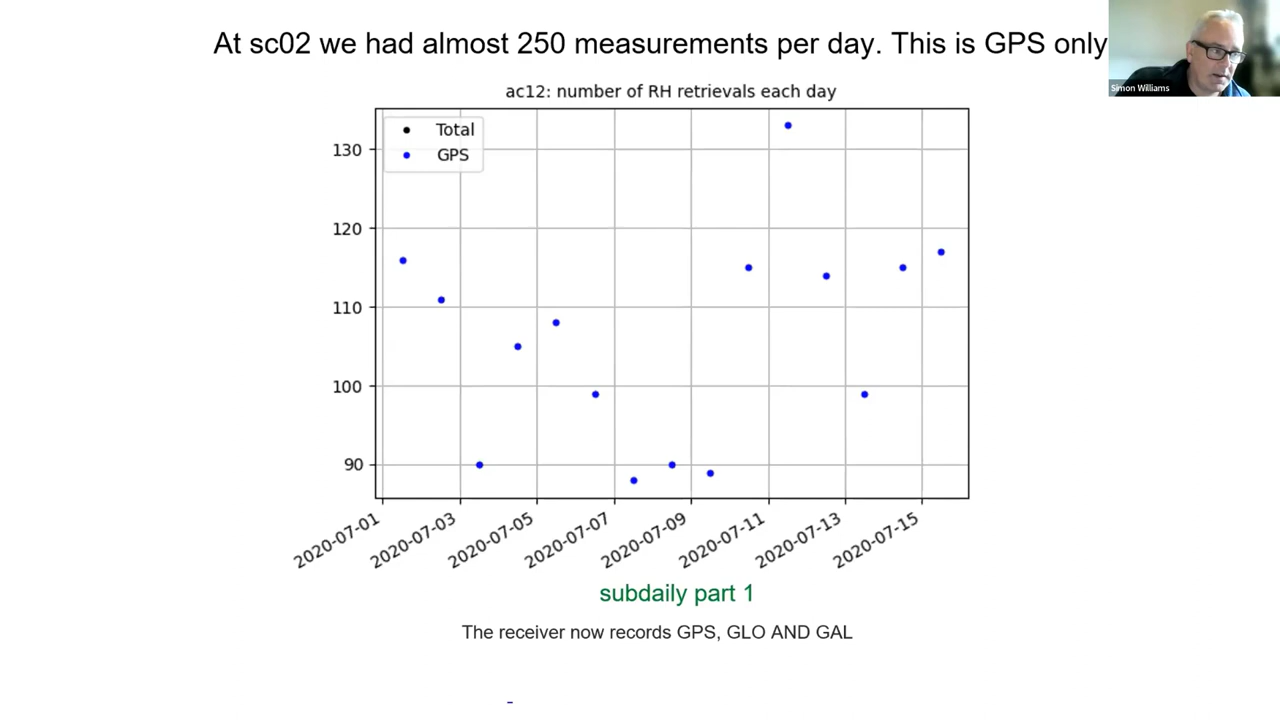 At sc02 we had almost 250 measurements per day. This is GPS only
Simon Williams
ac12: number of RH retrievals each day
Total
GPS
130
120
110
100
90
2020-07-01
2020-07-03
2020-07-05
2020-07-07
2020-07-09
2020-07-11
2020-07-13
2020-07-15
subdaily part 1
The receiver now records GPS, GLO AND GAL
-